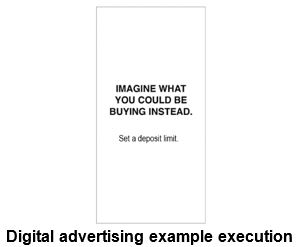 IMAGINE WHAT
YOU COULD BE
BUYING INSTEAD.
Set a deposit limit.
Digital advertising example execution